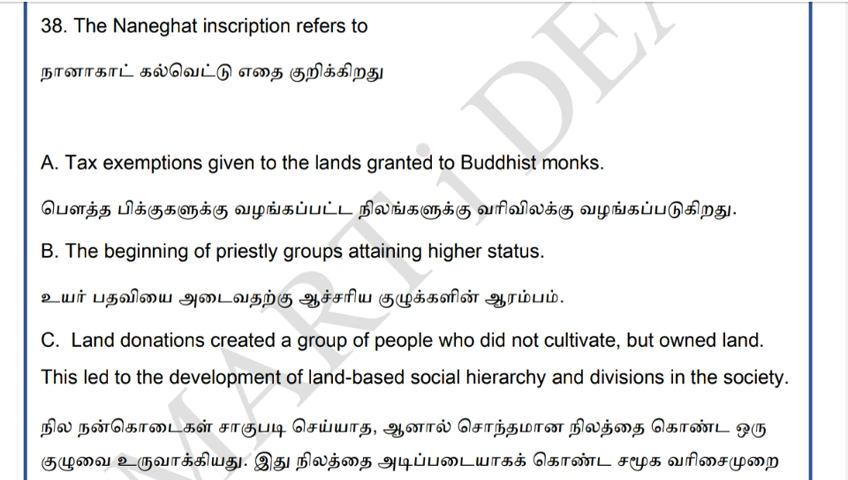 38. The Naneghat inscription refers to
நானாகாட் கல்வெட்டு எதை குறிக்கிறது
A. Tax exemptions given to the lands granted to Buddhist monks.
பௌத்த பிக்குகளுக்கு வழங்கப்பட்ட நிலங்களுக்கு வரிவிலக்கு வழங்கப்படுகிறது.
B. The beginning of priestly groups attaining higher status.
உயர் பதவியை அடைவதற்கு ஆச்சரிய குழுக்களின் ஆரம்பம்.
C. Land donations created a group of people who did not cultivate, but owned land.
This led to the development of land-based social hierarchy and divisions in the society.
நில நன்கொடைகள் சாகுபடி செய்யாத, ஆனால் சொந்தமான நிலத்தை கொண்ட ஒரு
குழுவை உருவாக்கியது. இது நிலத்தை அடிப்படையாகக் கொண்ட சமூக வரிசைமுறை
MART i DEA